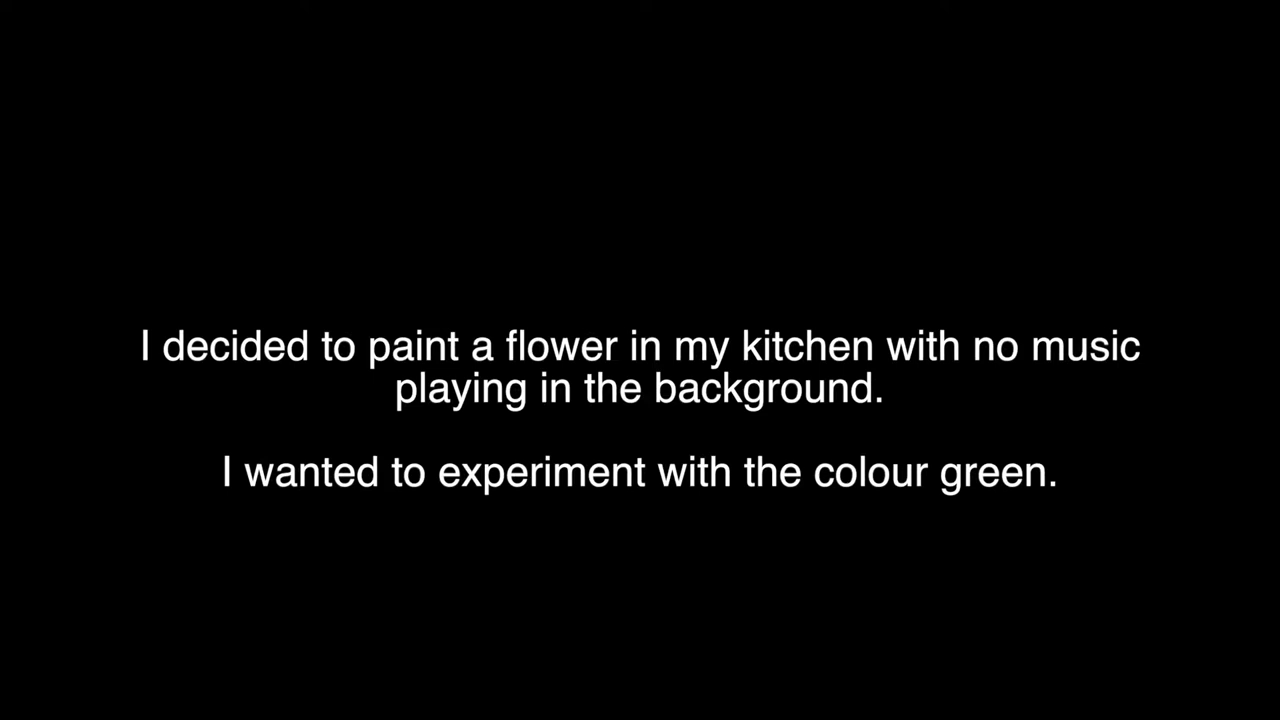 I decided to paint a flower in my kitchen with no music
playing in the background.
I wanted to experiment with the colour green.